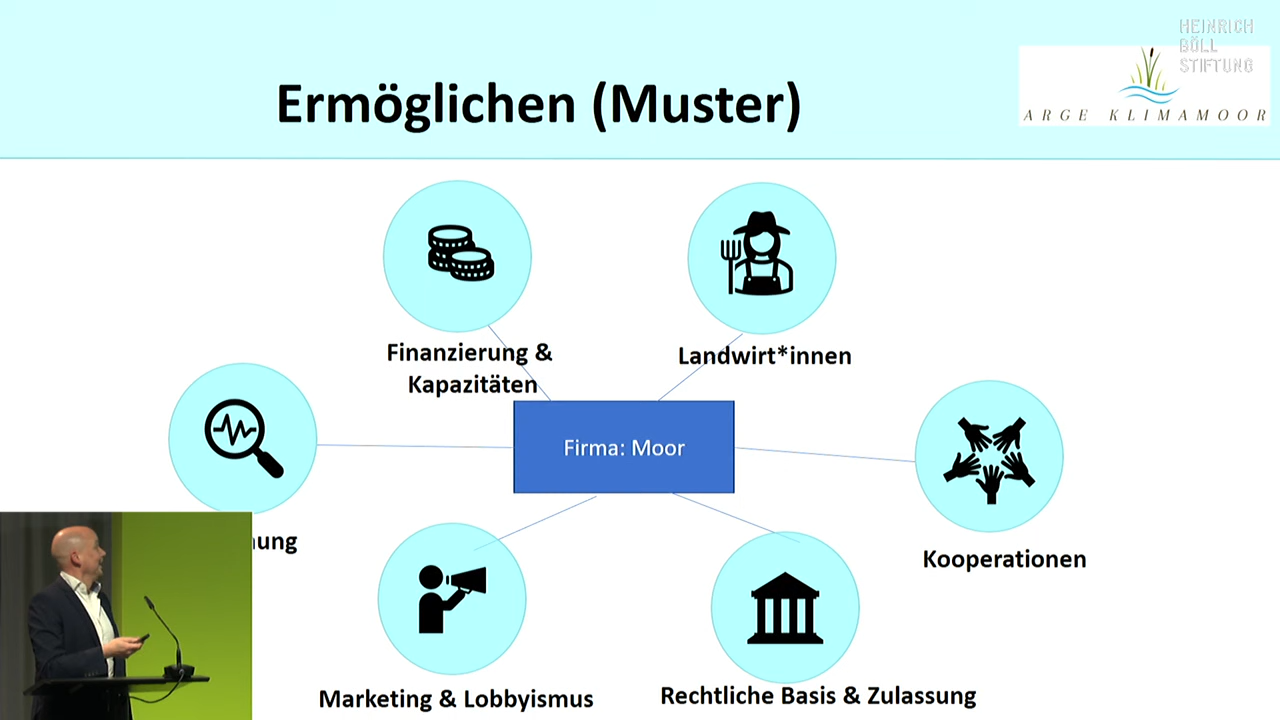 HEINRICH
BÖLL
STIFTUNG
ARGE KLIMAMOOR
Ermöglichen (Muster)
Finanzierung &
Kapazitäten
Landwirt*innen
Firma: Moor
Kooperationen
Marketing & Lobbyismus
Rechtliche Basis & Zulassung